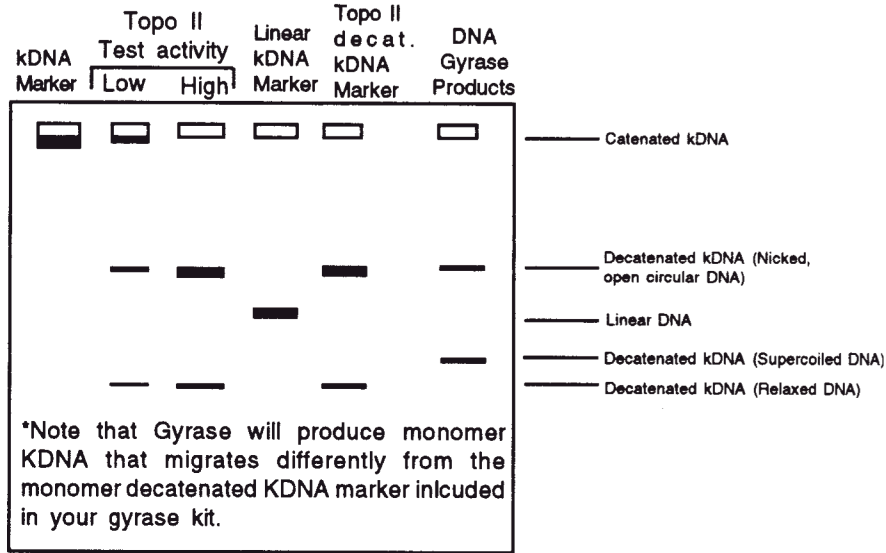 kDNA
Marker
Topo II
Test activity
Low High
Linear
kDNA
Marker
Topo II
decat.
kDNA
Marker
DNA
Gyrase
Products
Catenated kDNA
Decatenated kDNA (Nicked,
open circular DNA)
Linear DNA
Decatenated kDNA (Supercoiled DNA)
Decatenated kDNA (Relaxed DNA)
*Note that Gyrase will produce monomer
KDNA that migrates differently from the
monomer decatenated KDNA marker inlcuded
in your gyrase kit.